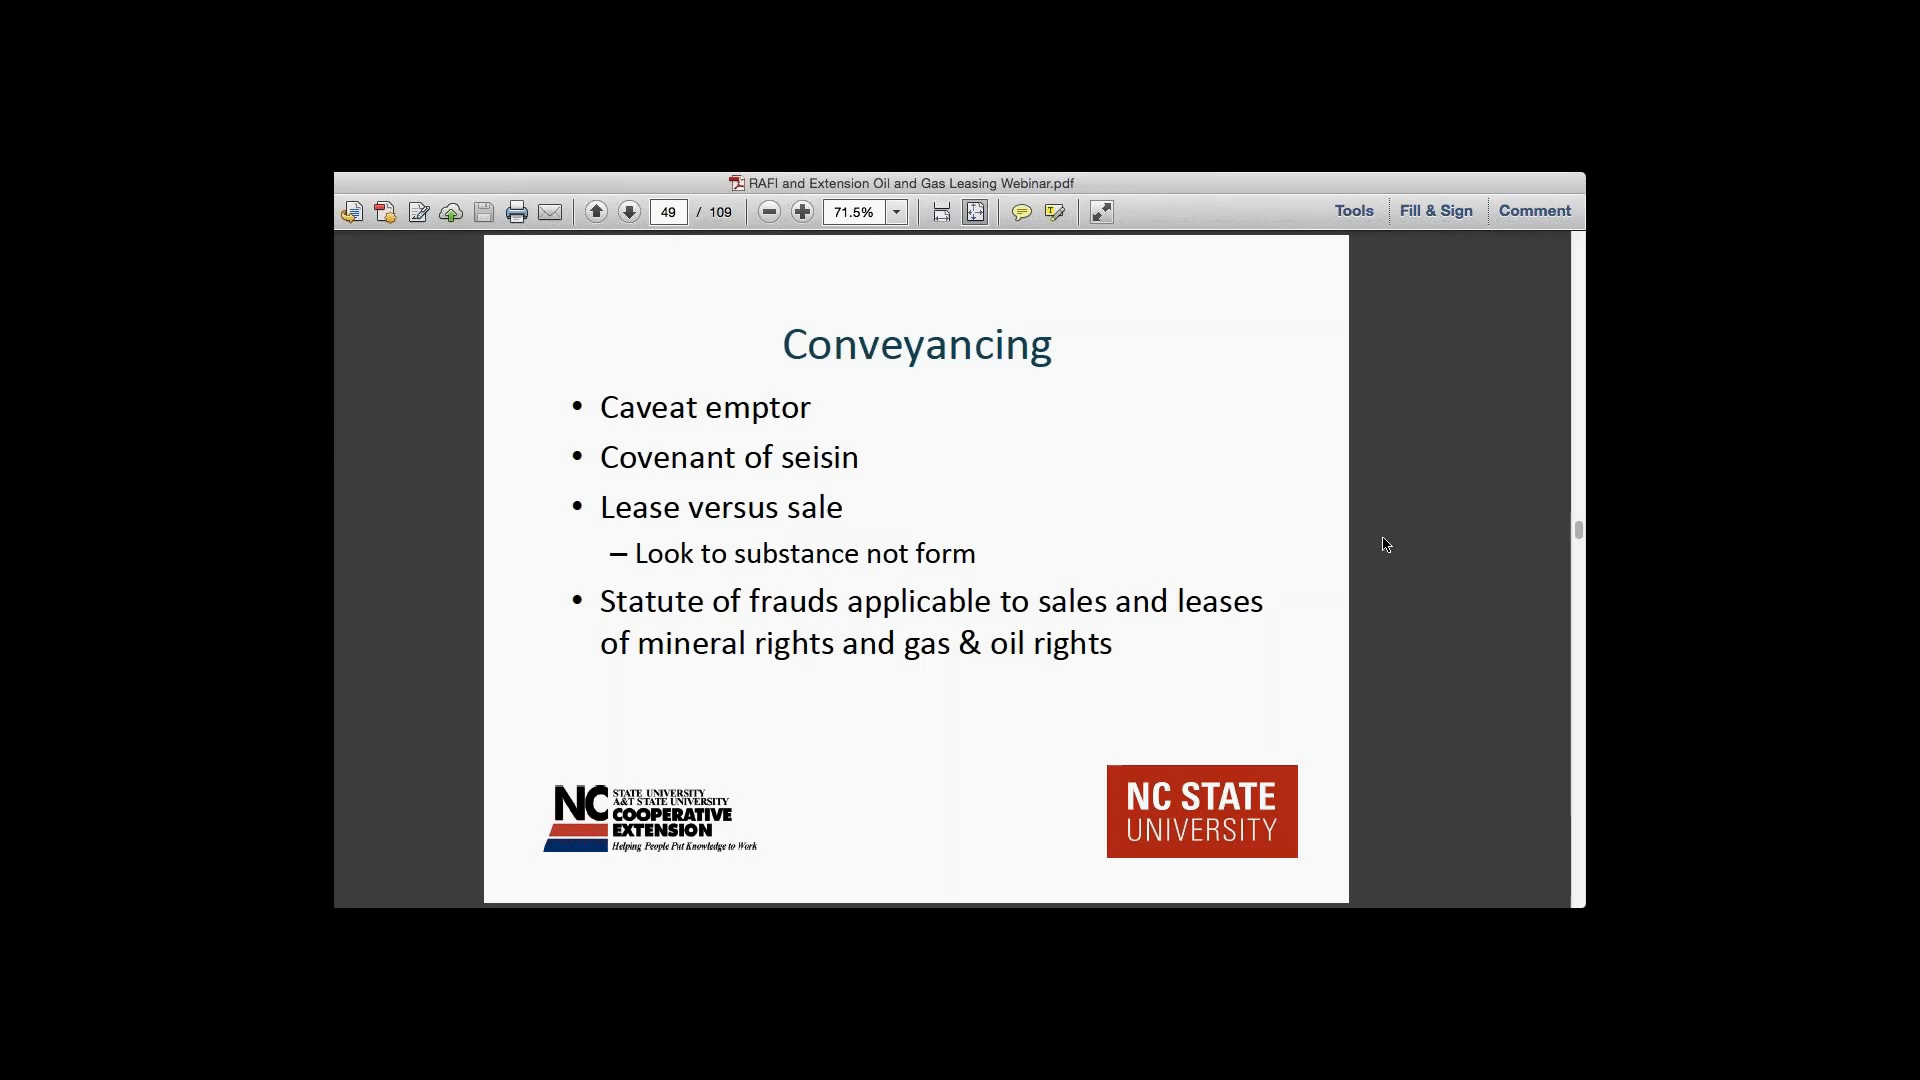 RAFI and Extension Oil and Gas Leasing Webinar.pdf
49 / 109 71.5% Tools Fill & Sign Comment
Conveyancing
• Caveat emptor
• Covenant of seisin
• Lease versus sale
– Look to substance not form
• Statute of frauds applicable to sales and leases
of mineral rights and gas & oil rights
NC STATE UNIVERSITY
A&T STATE UNIVERSITY
COOPERATIVE
EXTENSION
Helping People Put Knowledge to Work
NC STATE
UNIVERSITY